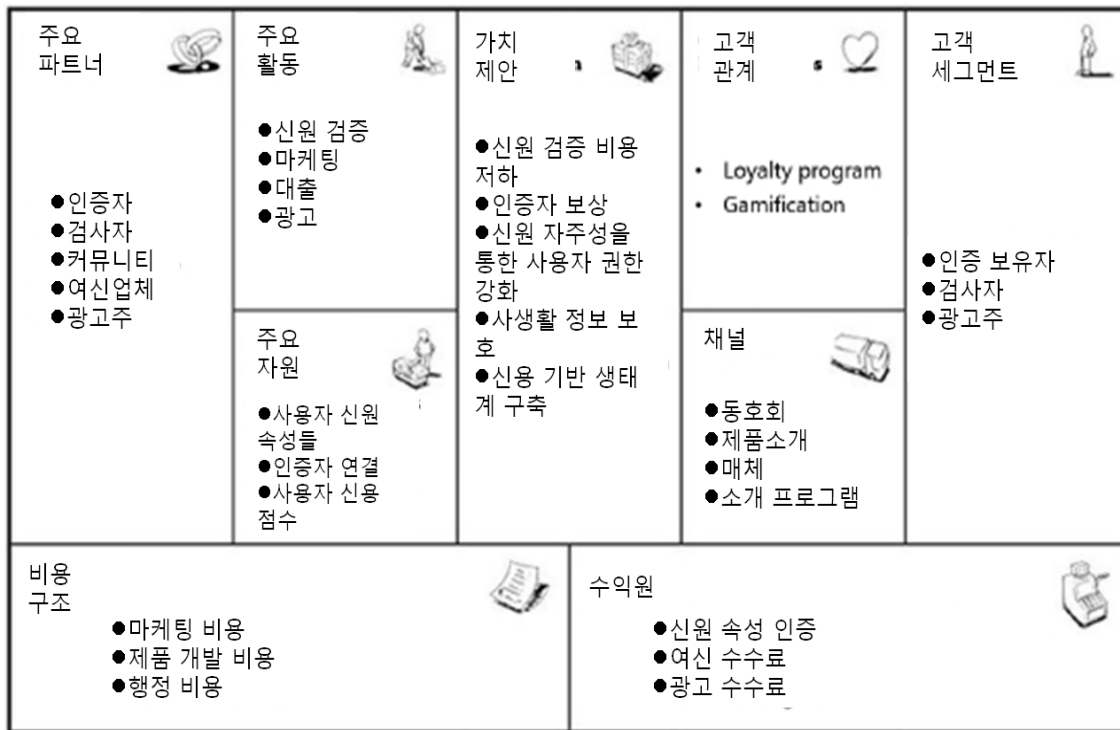 주요
파트너
●인증자
●검사자
●커뮤니티
●여신업체
●광고주
주요
활동
●신원 검증
●마케팅
●대출
●광고
주요
자원
●사용자 신원
속성들
●인증자 연결
●사용자 신용
점수
가치
제안
●신원 검증 비용
저하
●인증자 보상
●신원 자주성을
통한 사용자 권한
강화
●사생활 정보 보
호
●신용 기반 생태
계 구축
고객
관계
• Loyalty program
• Gamification
채널
●동호회
●제품소개
●매체
●소개 프로그램
고객
세그먼트
●인증 보유자
●검사자
●광고주
비용
구조
●마케팅 비용
●제품 개발 비용
●행정 비용
수익원
●신원 속성 인증
●여신 수수료
●광고 수수료